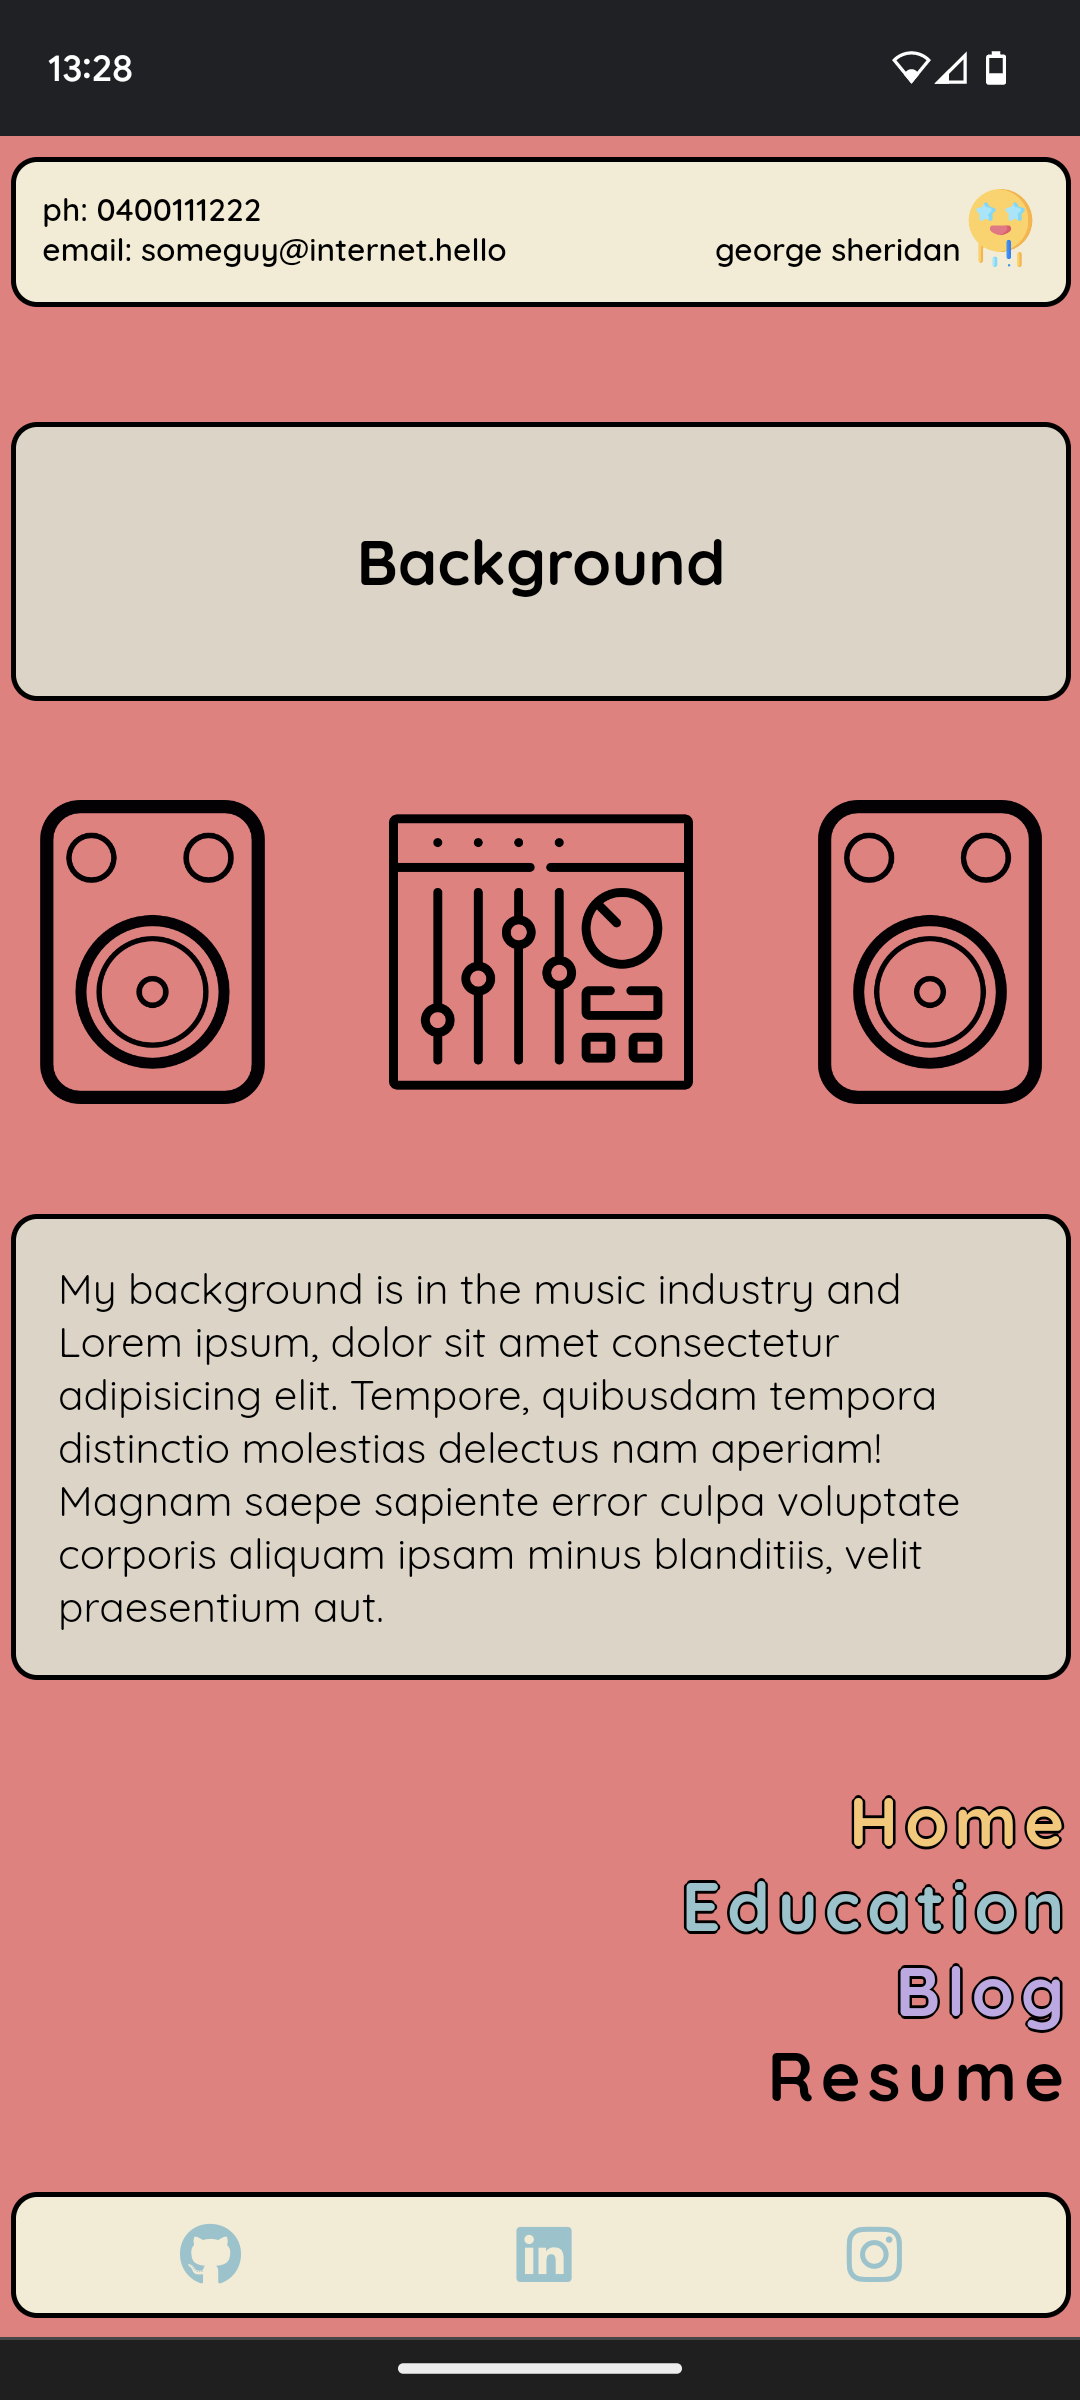 13:28
ph: 0400111222
email: someguy@internet.hello
george sheridan
Background
My background is in the music industry and
Lorem ipsum, dolor sit amet consectetur
adipisicing elit. Tempore, quibusdam tempora
distinctio molestias delectus nam aperiam!
Magnam saepe sapiente error culpa voluptate
corporis aliquam ipsam minus blanditiis, velit
praesentium aut.
Home
Education
Blog
Resume
in